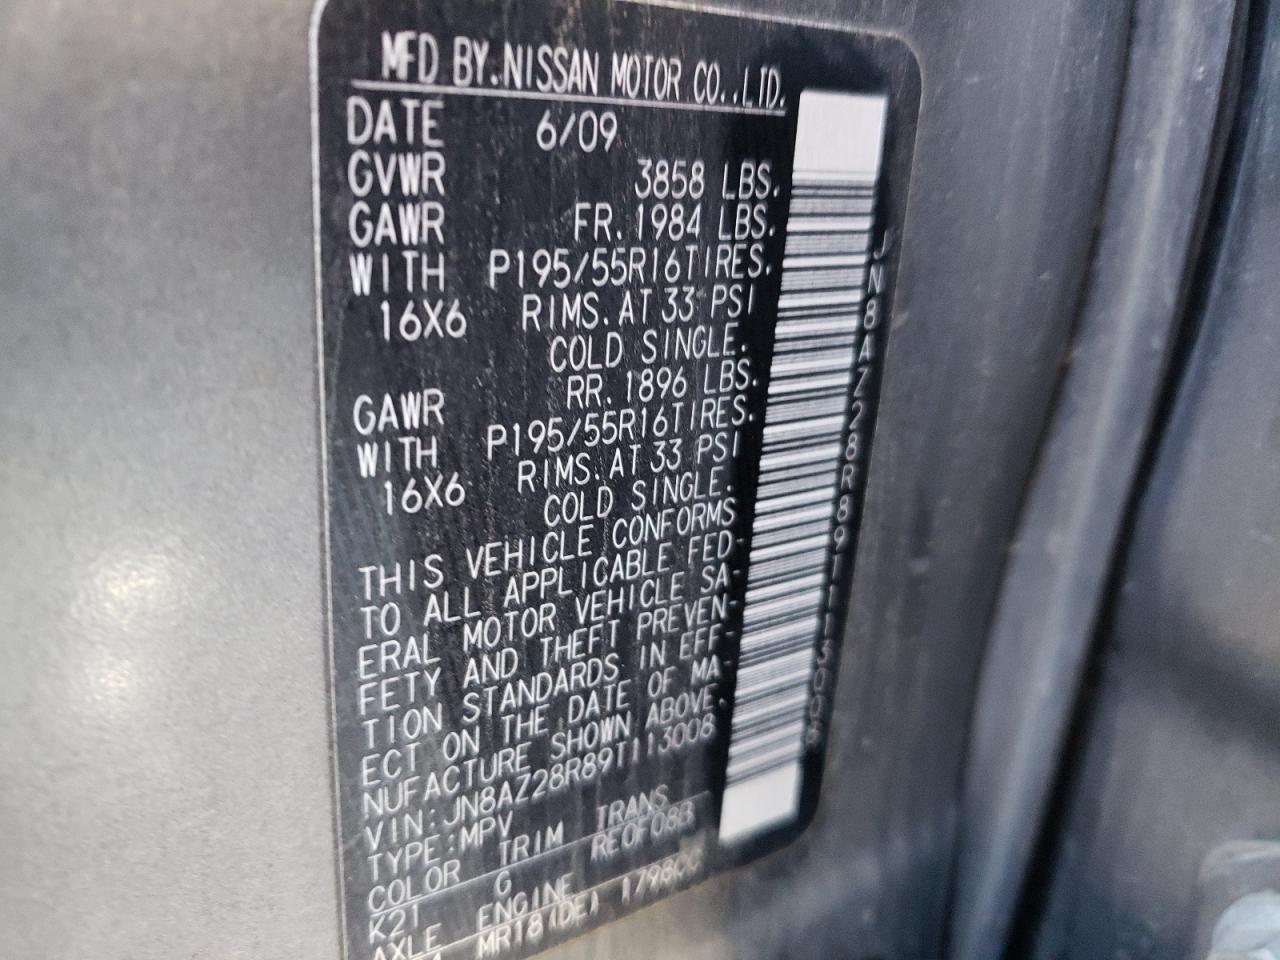 MFD BY.NISSAN MOTOR CO.,LTD.
DATE 6/09
GVWR 3858 LBS.
GAWR FR. 1984 LBS.
WITH P195/55R16TIRES.
16X6 RIMS.AT 33 PSI
COLD SINGLE.
GAWR RR. 1896 LBS.
WITH P195/55R16TIRES.
16X6 RIMS.AT 33 PSI
COLD SINGLE.
THIS VEHICLE CONFORMS
TO ALL APPLICABLE FED-
ERAL MOTOR VEHICLE SA-
FETY AND THEFT PREVEN-
TION STANDARDS IN EFF-
ECT ON THE DATE OF MA-
NUFACTURE SHOWN ABOVE.
VIN:JN8AZ28R89T113008
TYPE:MPV
COLOR TRIM TRANS
K21 G RE0F08B
AXLE ENGINE
MR18(DE) 1798CC
JN8AZ28R89T113008